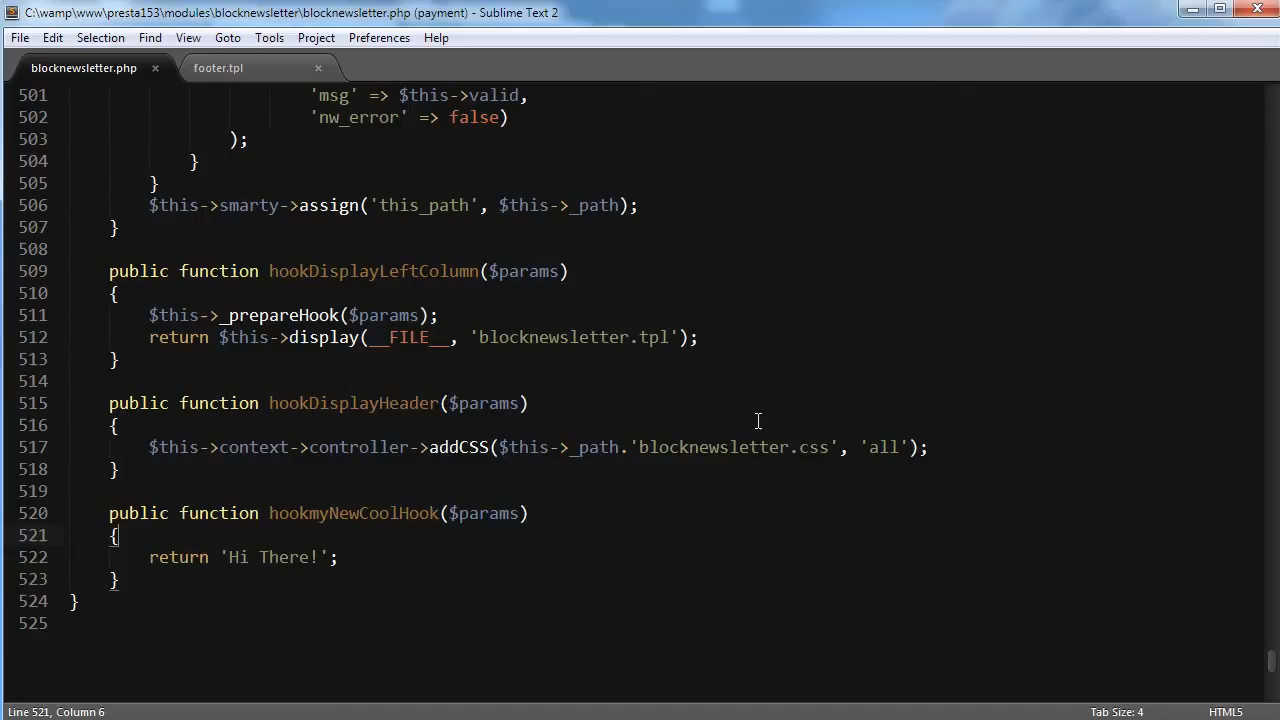 C:\wamp\www\presta153\modules\blocknewsletter\blocknewsletter.php (payment) - Sublime Text 2
File Edit Selection Find View Goto Tools Project Preferences Help
blocknewsletter.php × footer.tpl ×
501 'msg' => $this->valid,
502 'nw_error' => false)
503 );
504 }
505 }
506 $this->smarty->assign('this_path', $this->_path);
507 }
508
509 public function hookDisplayLeftColumn($params)
510 {
511 $this->_prepareHook($params);
512 return $this->display(__FILE__, 'blocknewsletter.tpl');
513 }
514
515 public function hookDisplayHeader($params)
516 {
517 $this->context->controller->addCSS($this->_path.'blocknewsletter.css', 'all');
518 }
519
520 public function hookmyNewCoolHook($params)
521 {
522 return 'Hi There!';
523 }
524 }
525
Line 521, Column 6 Tab Size: 4 HTML5